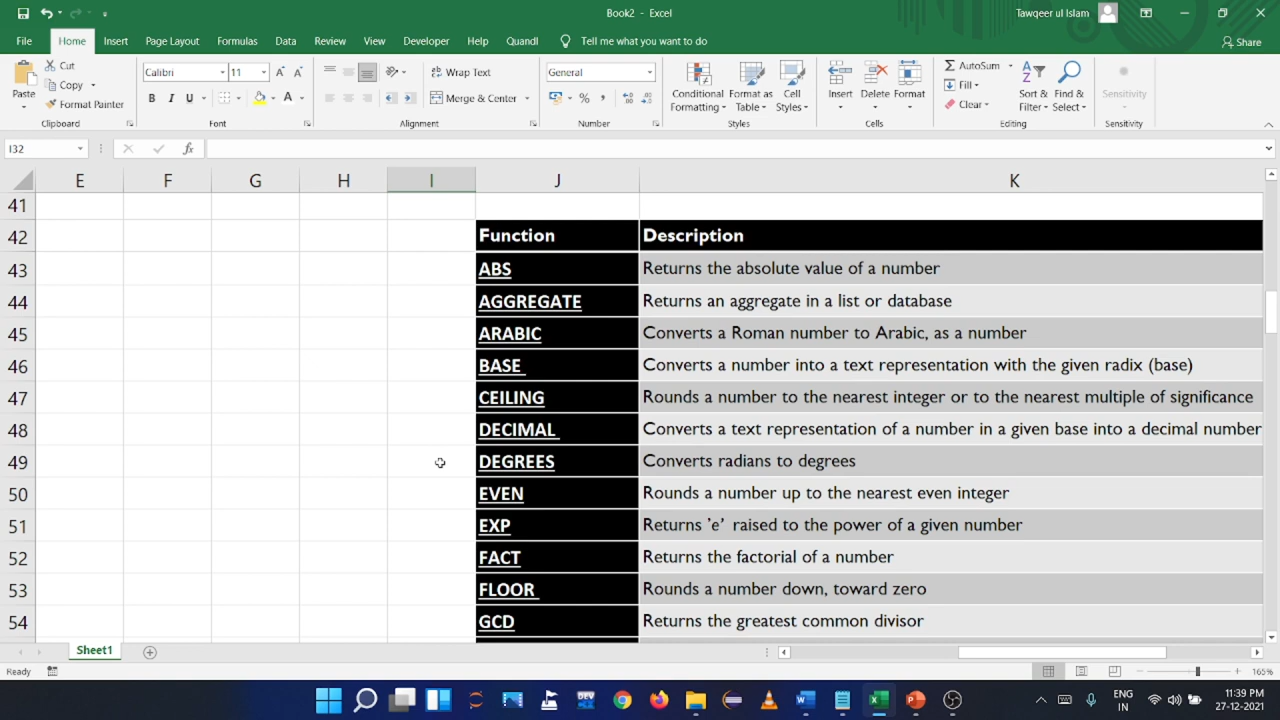 Book2 - Excel
Tawqeer ul Islam
File Home Insert Page Layout Formulas Data Review View Developer Help Quandl Tell me what you want to do Share
Paste
Cut
Copy
Format Painter
Clipboard
Calibri 11
B I U
Font
Wrap Text
Merge & Center
Alignment
General
Number
Conditional Formatting
Format as Table
Cell Styles
Styles
Insert Delete Format
Cells
AutoSum
Fill
Clear
Sort & Filter
Find & Select
Editing
Sensitivity
Sensitivity
I32 fx
E F G H I J K
41
42 Function Description
43 ABS Returns the absolute value of a number
44 AGGREGATE Returns an aggregate in a list or database
45 ARABIC Converts a Roman number to Arabic, as a number
46 BASE Converts a number into a text representation with the given radix (base)
47 CEILING Rounds a number to the nearest integer or to the nearest multiple of significance
48 DECIMAL Converts a text representation of a number in a given base into a decimal number
49 DEGREES Converts radians to degrees
50 EVEN Rounds a number up to the nearest even integer
51 EXP Returns 'e' raised to the power of a given number
52 FACT Returns the factorial of a number
53 FLOOR Rounds a number down, toward zero
54 GCD Returns the greatest common divisor
Sheet1
Ready 165%
ENG
IN
11:39 PM
27-12-2021